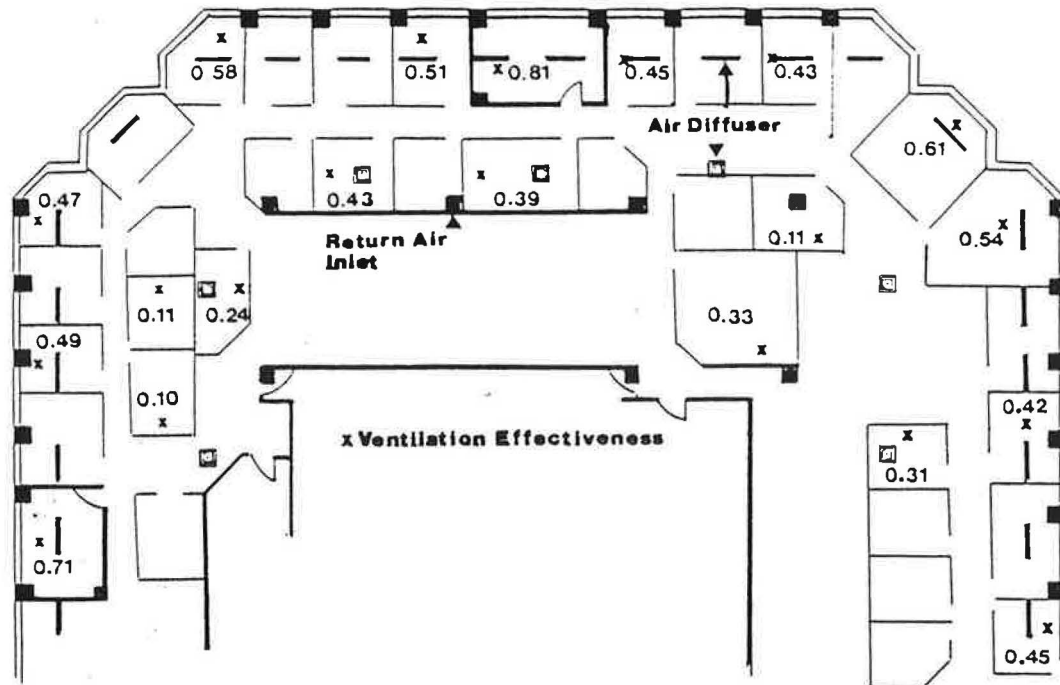 x
0.58
x
0.51
x 0.81
x
0.45
x
0.43
Air Diffuser
x
0.61
0.47
x
x
0.43
x
0.39
x
0.54
0.11 x
Return Air
Inlet
x
0.11
x
0.24
0.33
x
0.49
x
0.10
x
0.42
x
x Ventilation Effectiveness
x
0.31
x
0.71
x
0.45